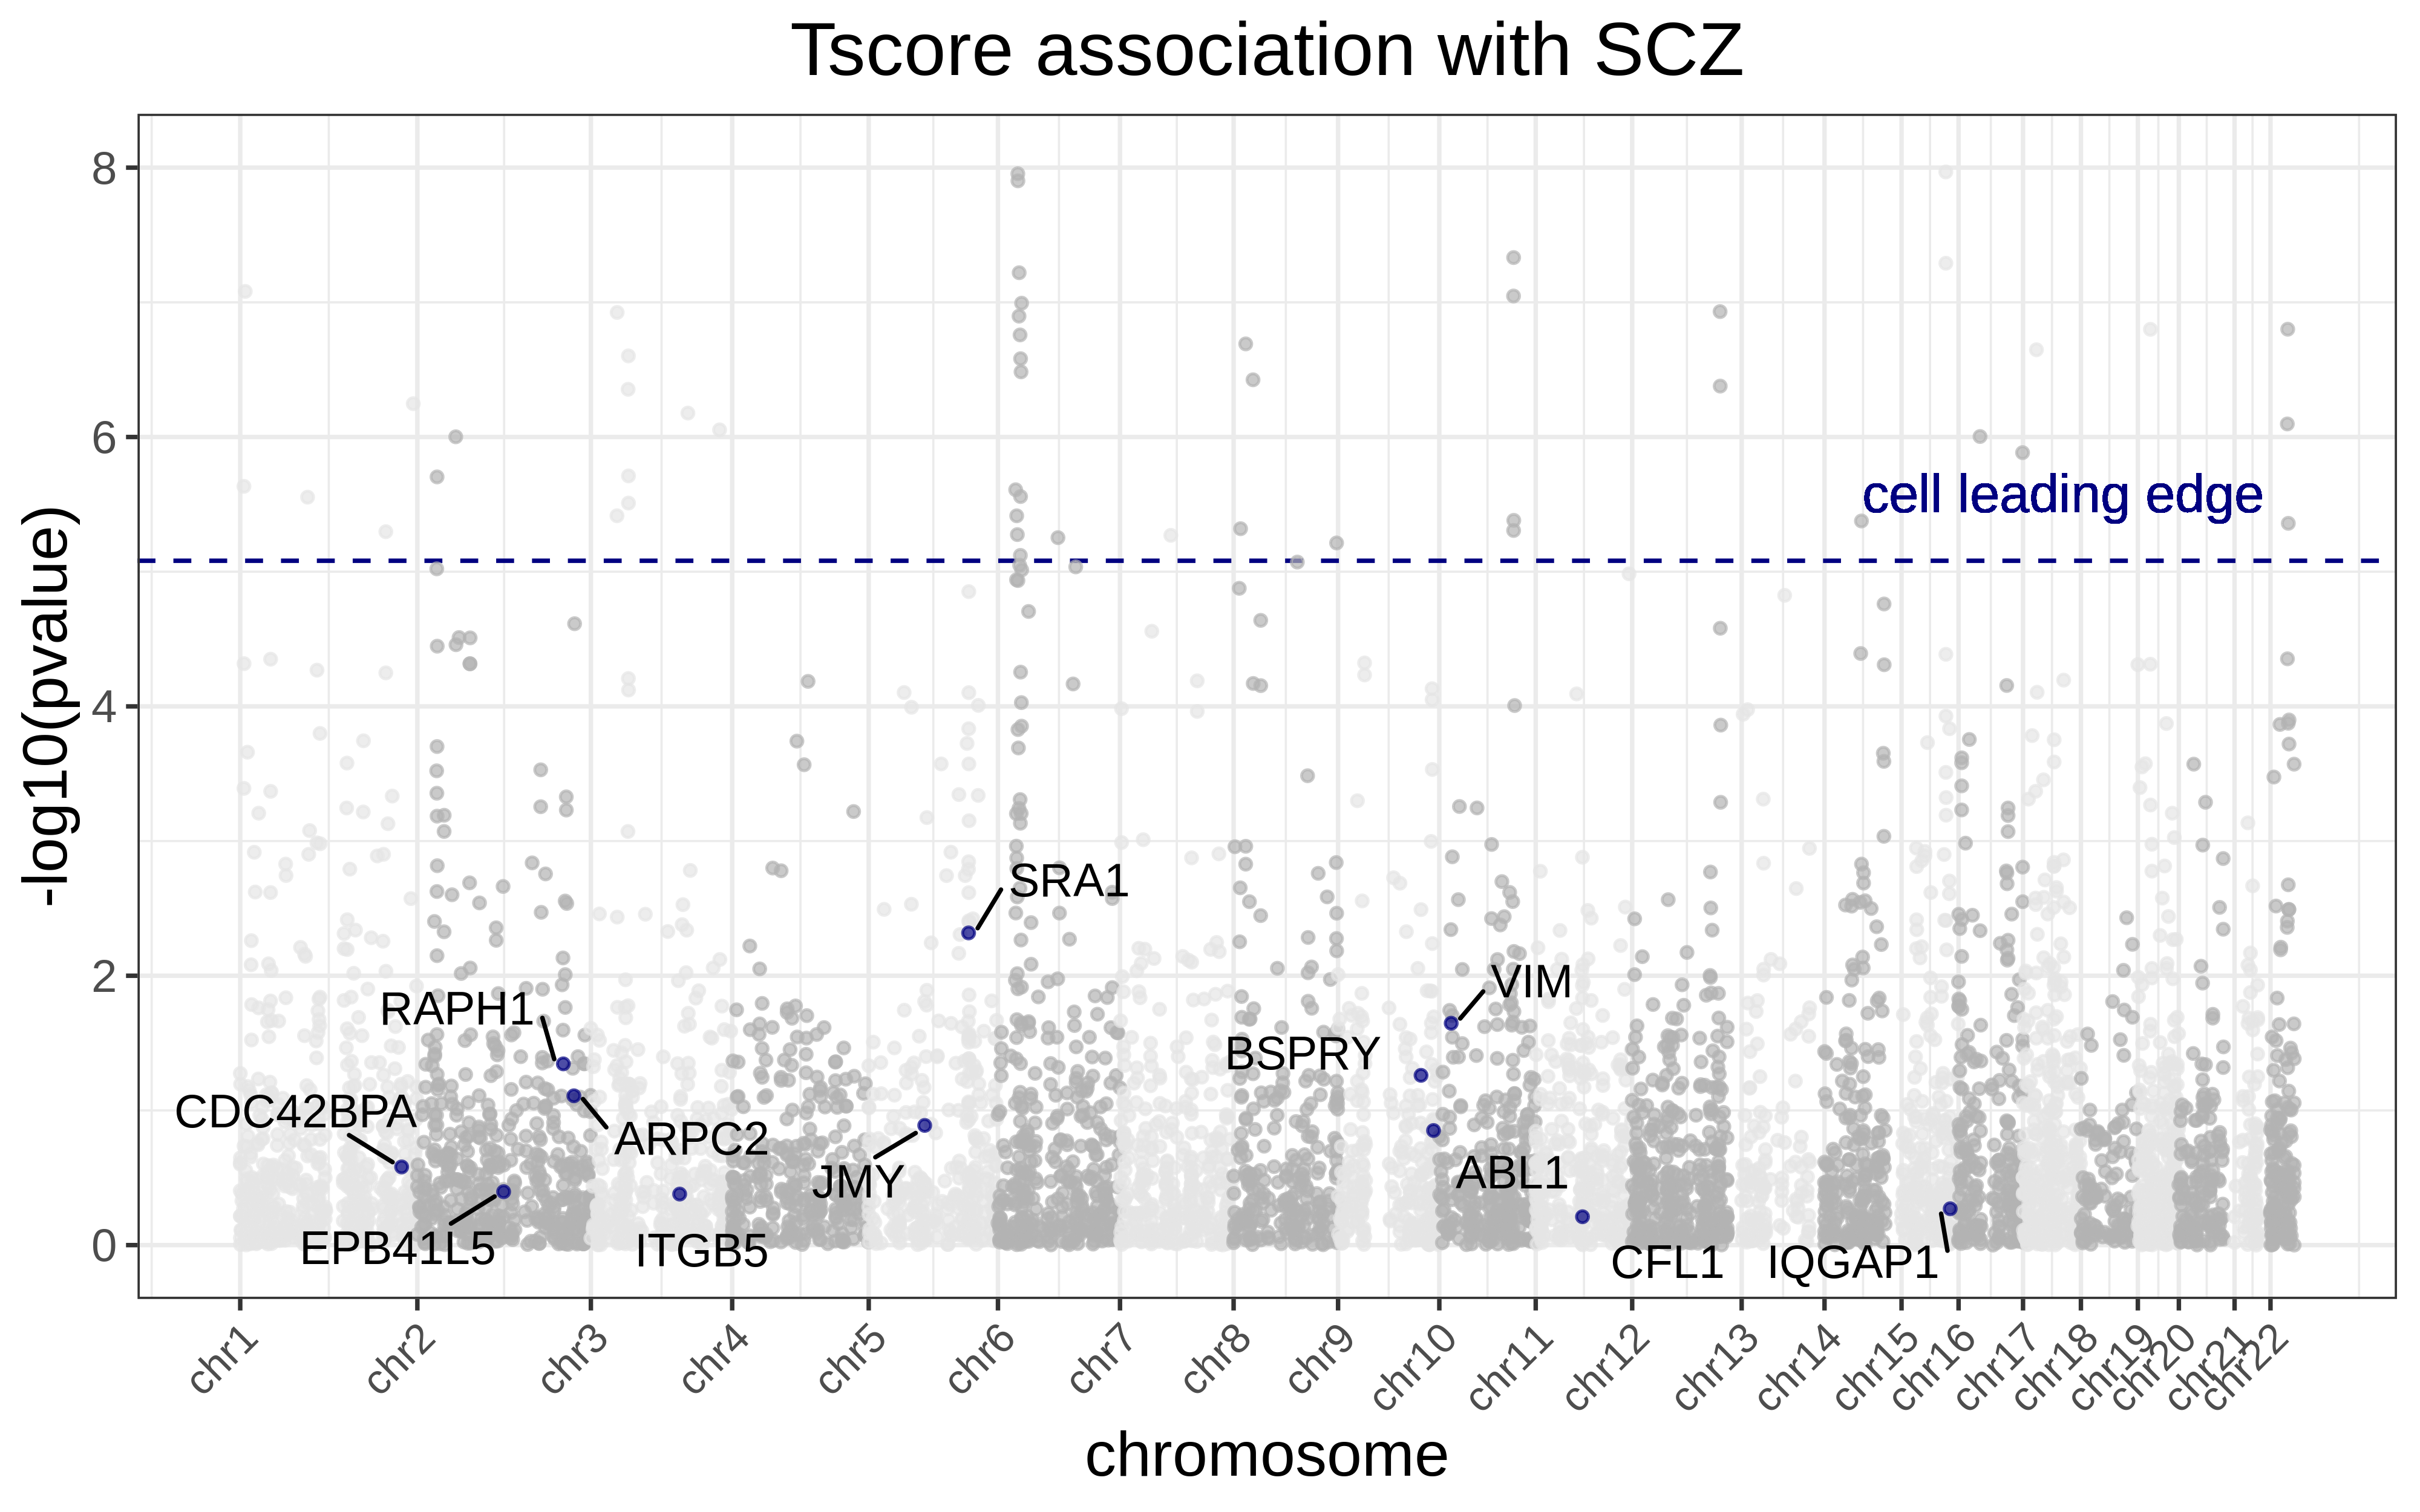 Tscore association with SCZ
-log10(pvalue)
8
6
4
2
0
cell leading edge
SRA1
VIM
RAPH1
BSPRY
CDC42BPA
ARPC2
JMY
ABL1
EPB41L5
ITGB5
CFL1
IQGAP1
chr1
chr2
chr3
chr4
chr5
chr6
chr7
chr8
chr9
chr10
chr11
chr12
chr13
chr14
chr15
chr16
chr17
chr18
chr19
chr20
chr21
chr22
chromosome